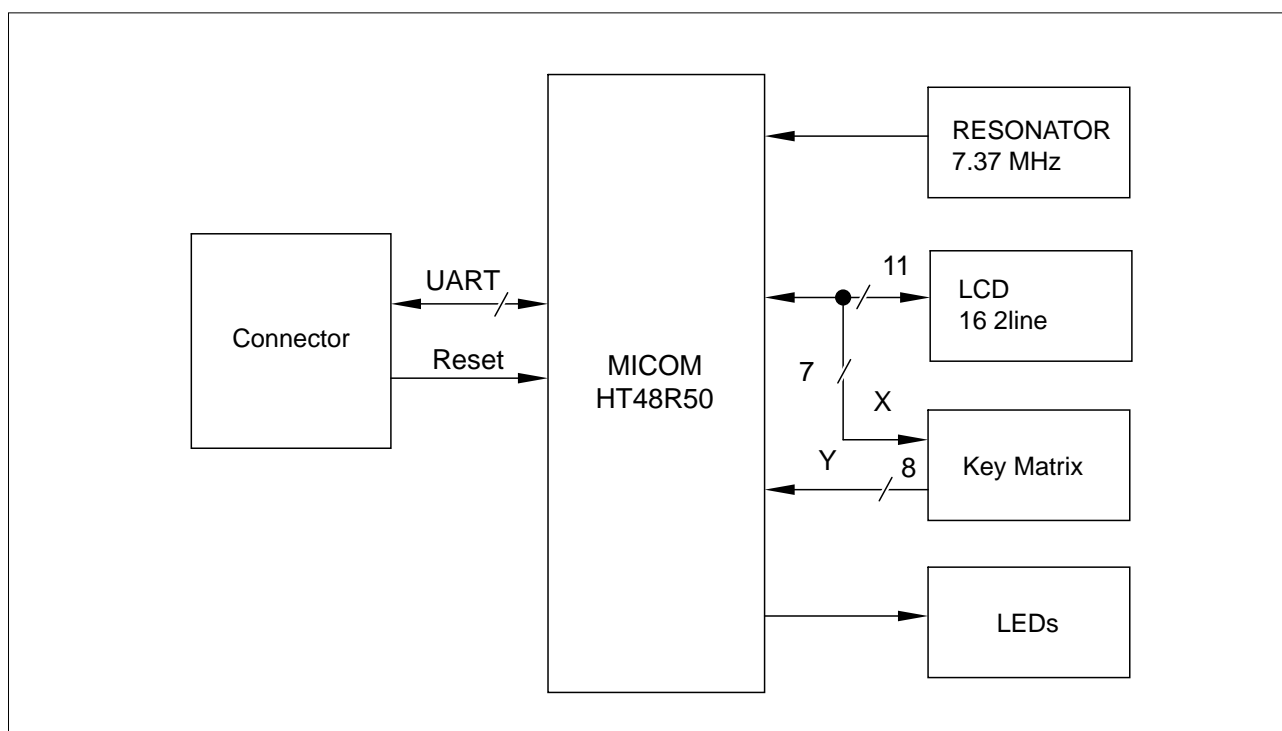 Connector
UART
Reset
MICOM
HT48R50
RESONATOR
7.37 MHz
11
LCD
16 2line
7
X
Y
8
Key Matrix
LEDs